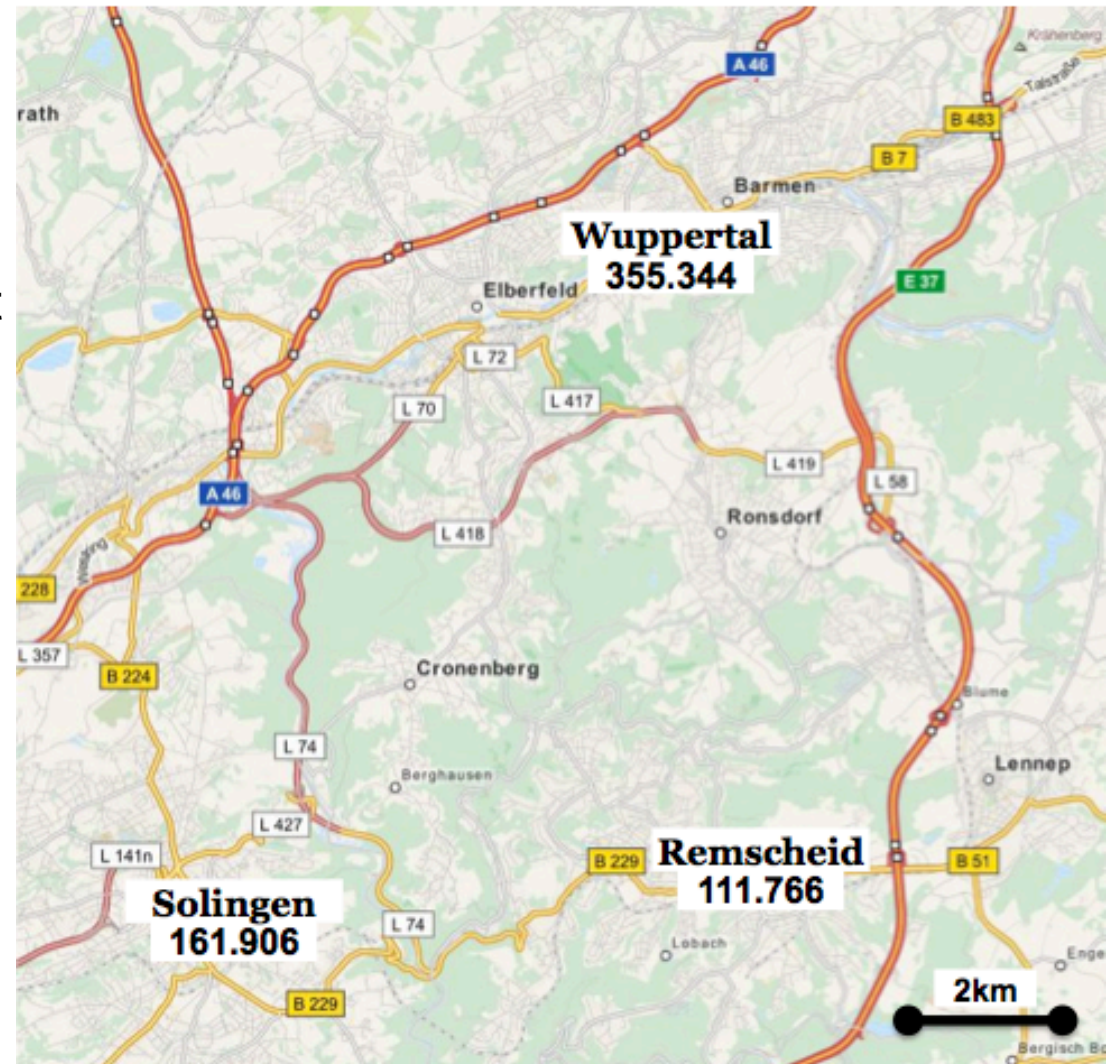 Krähenberg
A 46
Talstraße
rath
B 483
B 7
Barmen
Wuppertal
355.344
E 37
Elberfeld
L 72
L 70
L 417
L 419
L 58
A 46
Ronsdorf
L 418
228
L 357
Cronenberg
B 224
Blume
L 74
Lennep
Berghausen
L 427
L 141n
B 229
Remscheid
B 51
111.766
Solingen
161.906
L 74
Lobach
Enge
2km
B 229
Bergisch Bo